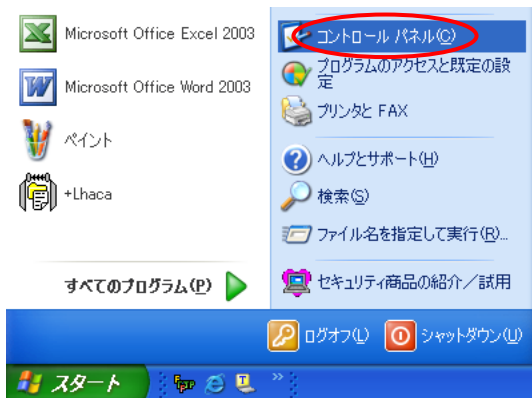 Microsoft Office Excel 2003
Microsoft Office Word 2003
ペイント
+Lhaca
すべてのプログラム(P)
コントロール パネル(C)
プログラムのアクセスと既定の設
定
プリンタと FAX
ヘルプとサポート(H)
検索(S)
ファイル名を指定して実行(R)...
セキュリティ商品の紹介／試用
ログオフ(L)
シャットダウン(U)
スタート